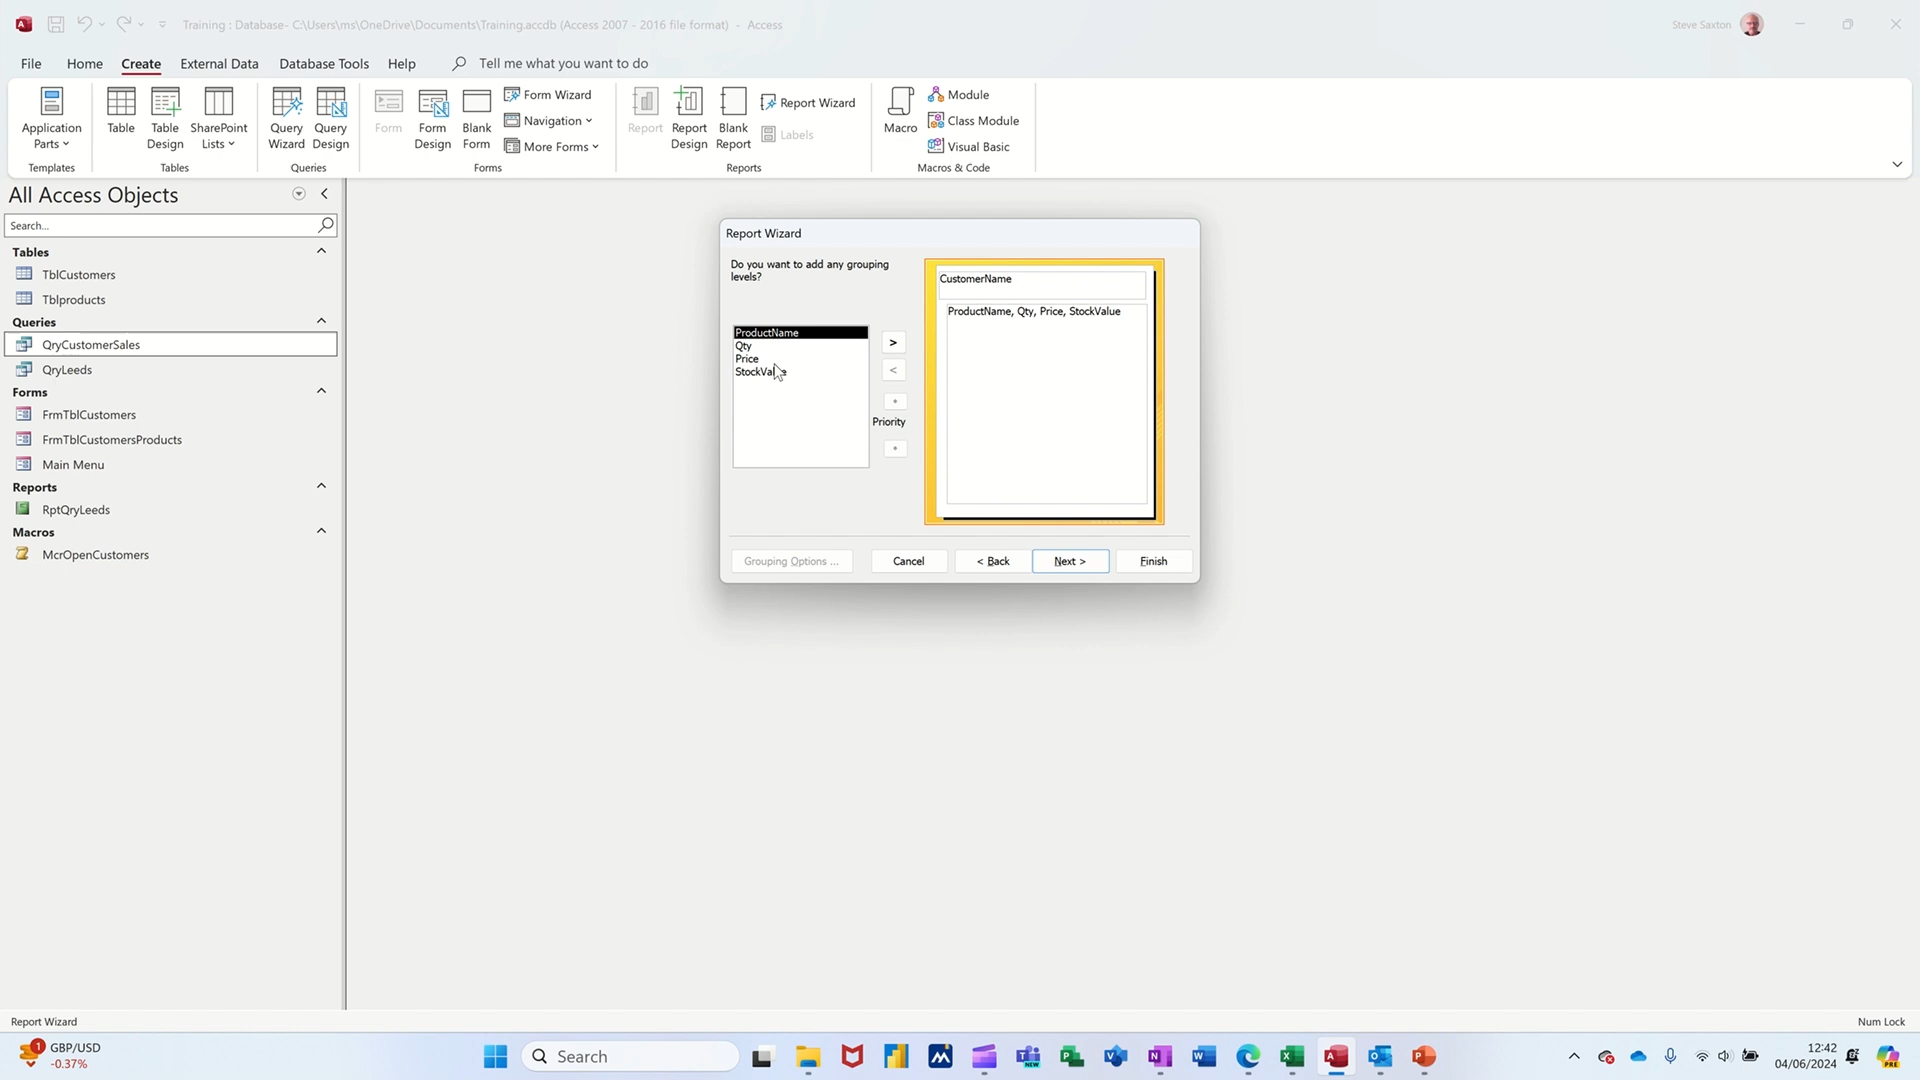 Training : Database- C:\Users\ms\OneDrive\Documents\Training.accdb (Access 2007 - 2016 file format) - Access
Steve Saxton
File Home Create External Data Database Tools Help Tell me what you want to do
Application Parts
Templates
Table
Table Design
SharePoint Lists
Tables
Query Wizard
Query Design
Queries
Form
Form Design
Blank Form
Form Wizard
Navigation
More Forms
Forms
Report
Report Design
Blank Report
Report Wizard
Labels
Reports
Macro
Module
Class Module
Visual Basic
Macros & Code
All Access Objects
Search...
Tables
TblCustomers
Tblproducts
Queries
QryCustomerSales
QryLeeds
Forms
FrmTblCustomers
FrmTblCustomersProducts
Main Menu
Reports
RptQryLeeds
Macros
McrOpenCustomers
Report Wizard
Do you want to add any grouping
levels?
ProductName
Qty
Price
StockValue
>
<
Priority
CustomerName
ProductName, Qty, Price, StockValue
Grouping Options ...
Cancel
< Back
Next >
Finish
Report Wizard
Num Lock
1
GBP/USD
-0.37%
Search
NEW
12:42
04/06/2024
PRE